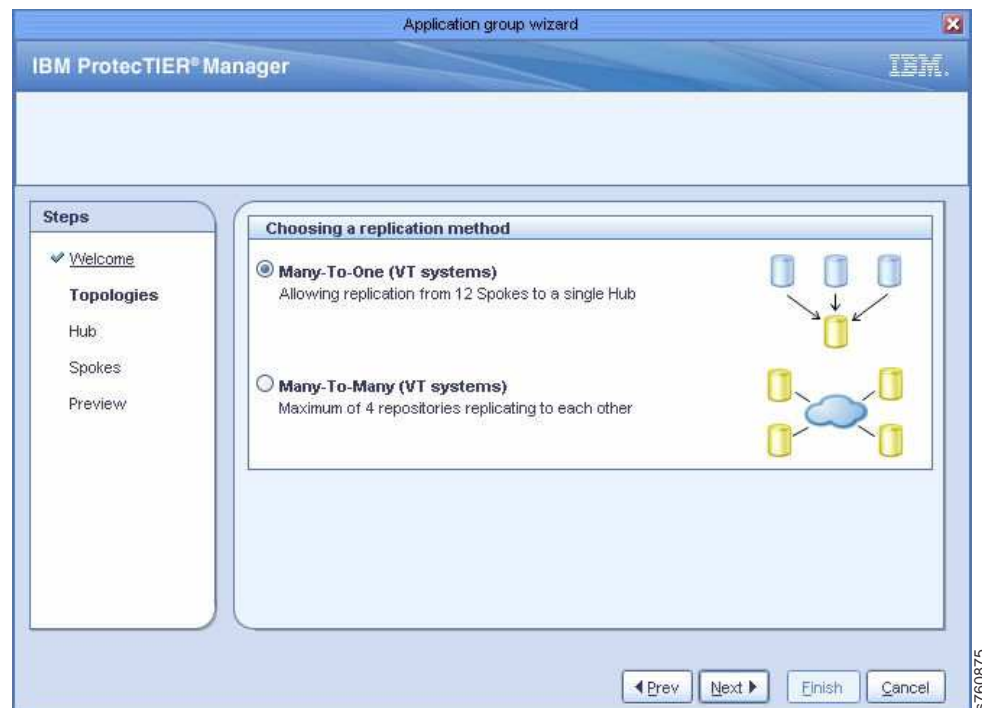 Application group wizard
IBM ProtecTIER® Manager
IBM.
Steps
Welcome
Topologies
Hub
Spokes
Preview
Choosing a replication method
Many-To-One (VT systems)
Allowing replication from 12 Spokes to a single Hub
Many-To-Many (VT systems)
Maximum of 4 repositories replicating to each other
Prev
Next
Finish
Cancel
s760875